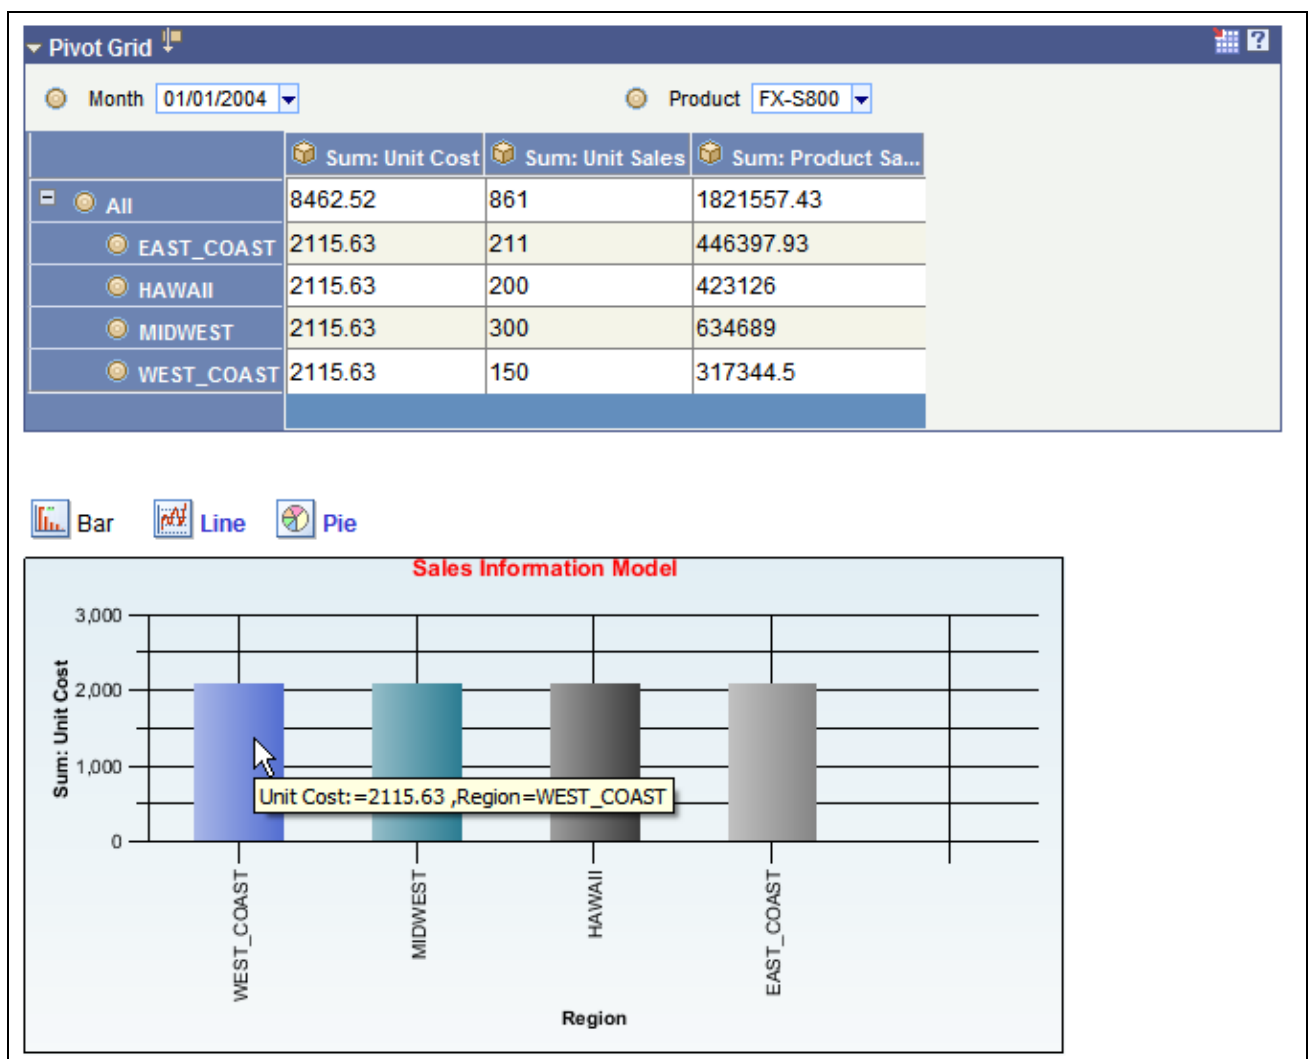 Pivot Grid
Month 01/01/2004 Product FX-S800
Sum: Unit Cost Sum: Unit Sales Sum: Product Sa...
All 8462.52 861 1821557.43
EAST_COAST 2115.63 211 446397.93
HAWAII 2115.63 200 423126
MIDWEST 2115.63 300 634689
WEST_COAST 2115.63 150 317344.5
Bar Line Pie
Sales Information Model
3,000
2,000
1,000
0
Sum: Unit Cost
Unit Cost:=2115.63 ,Region=WEST_COAST
WEST_COAST
MIDWEST
HAWAII
EAST_COAST
Region